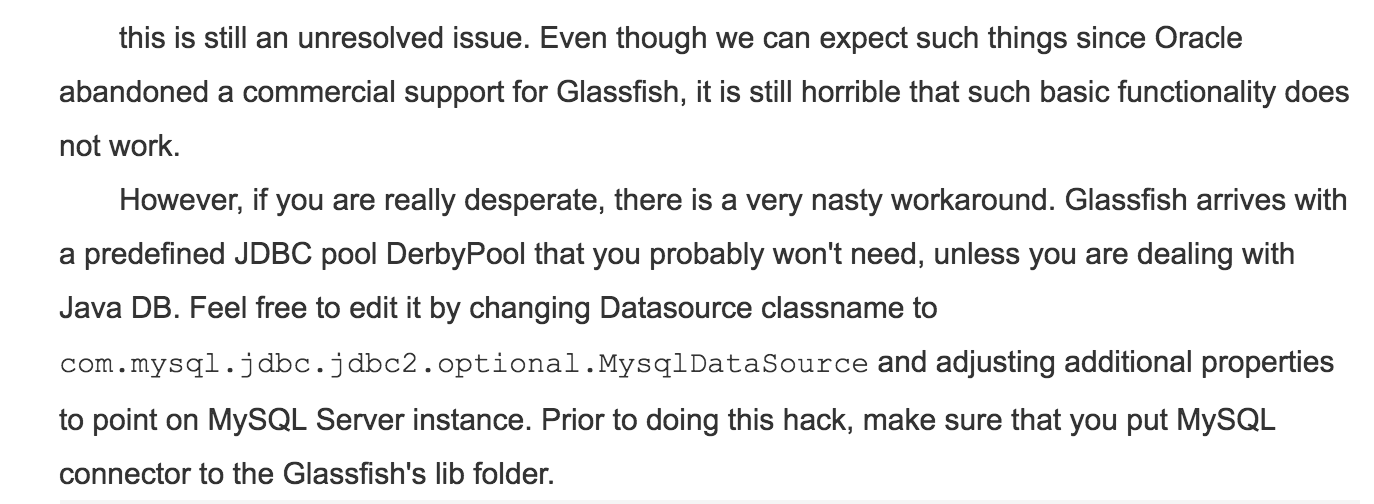 this is still an unresolved issue. Even though we can expect such things since Oracle
abandoned a commercial support for Glassfish, it is still horrible that such basic functionality does
not work.
However, if you are really desperate, there is a very nasty workaround. Glassfish arrives with
a predefined JDBC pool DerbyPool that you probably won't need, unless you are dealing with
Java DB. Feel free to edit it by changing Datasource classname to
com.mysql.jdbc.jdbc2.optional.MysqlDataSource and adjusting additional properties
to point on MySQL Server instance. Prior to doing this hack, make sure that you put MySQL
connector to the Glassfish's lib folder.